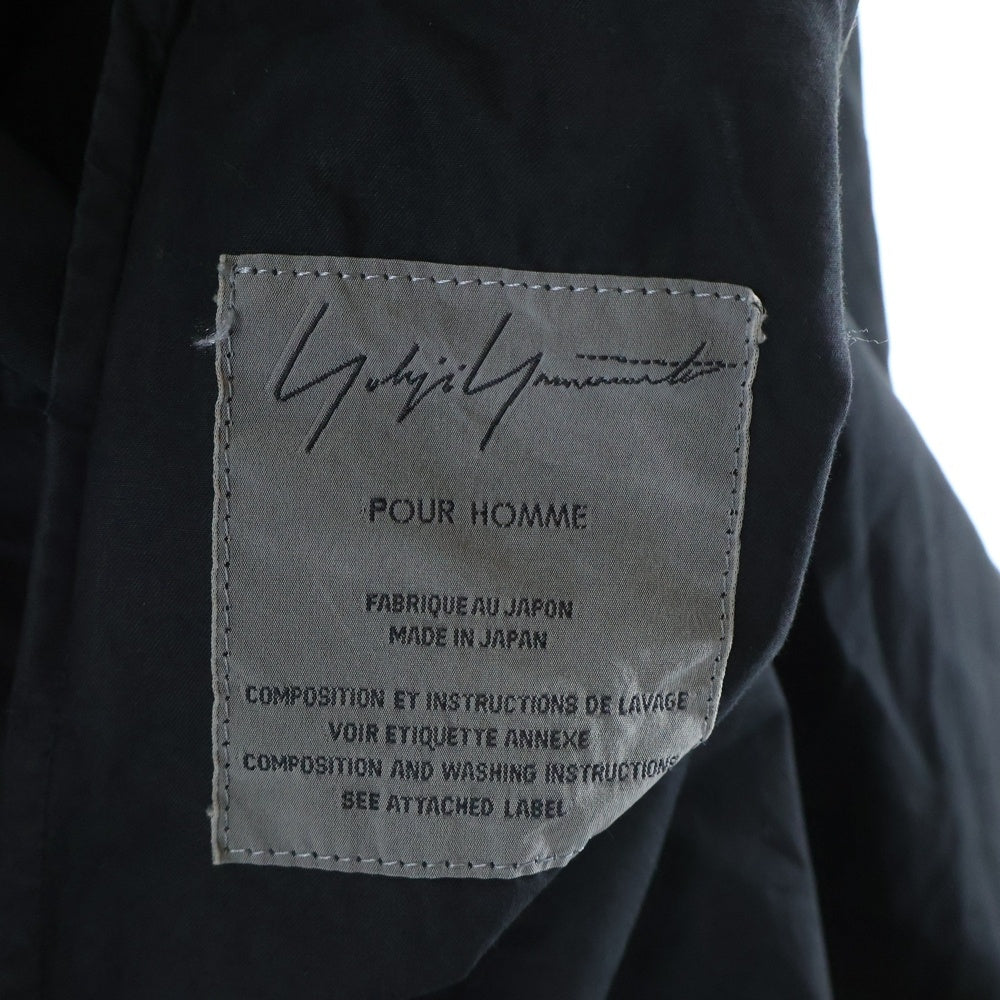 Yohji Yamamoto
POUR HOMME
FABRIQUE AU JAPON
MADE IN JAPAN
COMPOSITION ET INSTRUCTIONS DE LAVAGE
VOIR ETIQUETTE ANNEXE
COMPOSITION AND WASHING INSTRUCTIONS
SEE ATTACHED LABEL